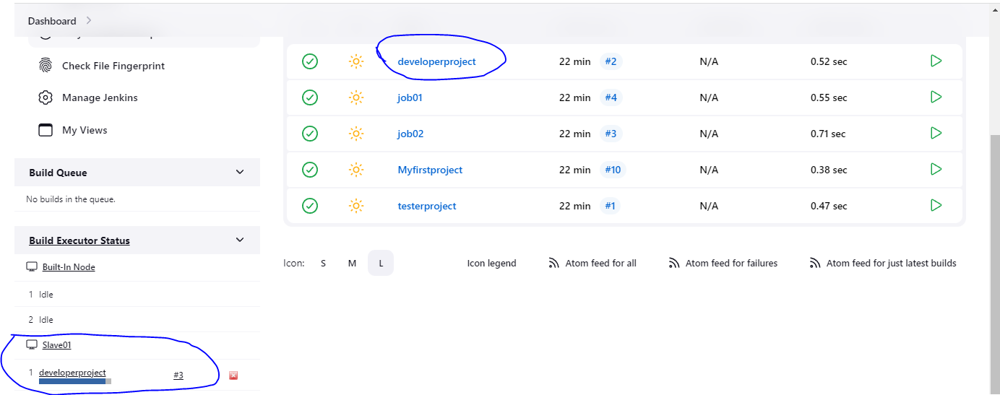 Dashboard
Check File Fingerprint
Manage Jenkins
My Views
Build Queue
No builds in the queue.
Build Executor Status
Built-In Node
1 Idle
2 Idle
Slave01
1 developerproject #3
developerproject 22 min #2 N/A 0.52 sec
job01 22 min #4 N/A 0.55 sec
job02 22 min #3 N/A 0.71 sec
Myfirstproject 22 min #10 N/A 0.38 sec
testerproject 22 min #1 N/A 0.47 sec
Icon: S M L Icon legend Atom feed for all Atom feed for failures Atom feed for just latest builds